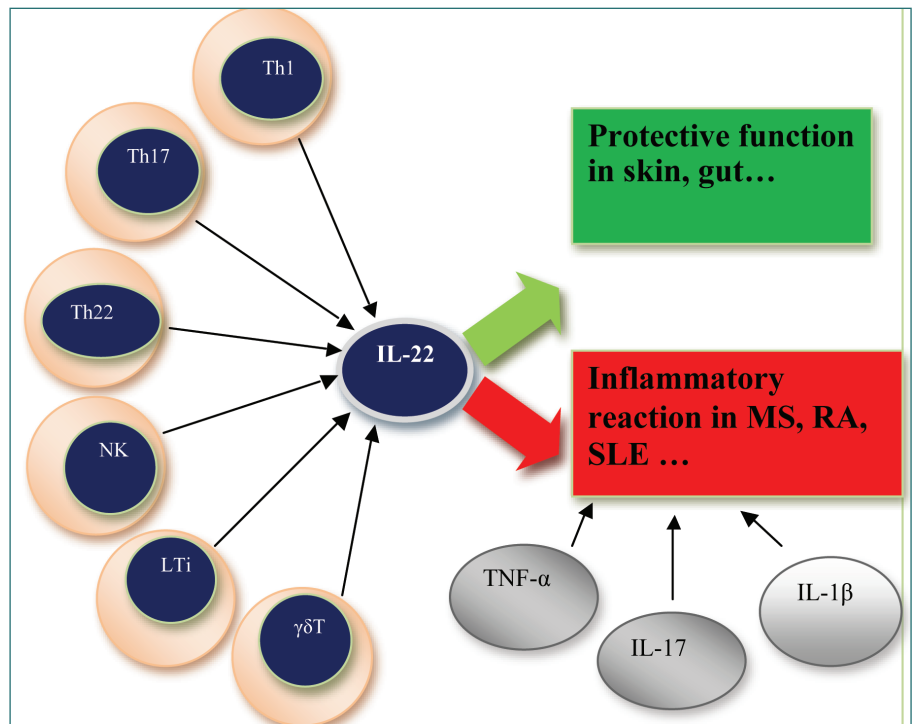 Th1
Th17
Th22
NK
LTi
γδT
IL-22
Protective function
in skin, gut…
Inflammatory
reaction in MS, RA,
SLE …
TNF-α
IL-17
IL-1β